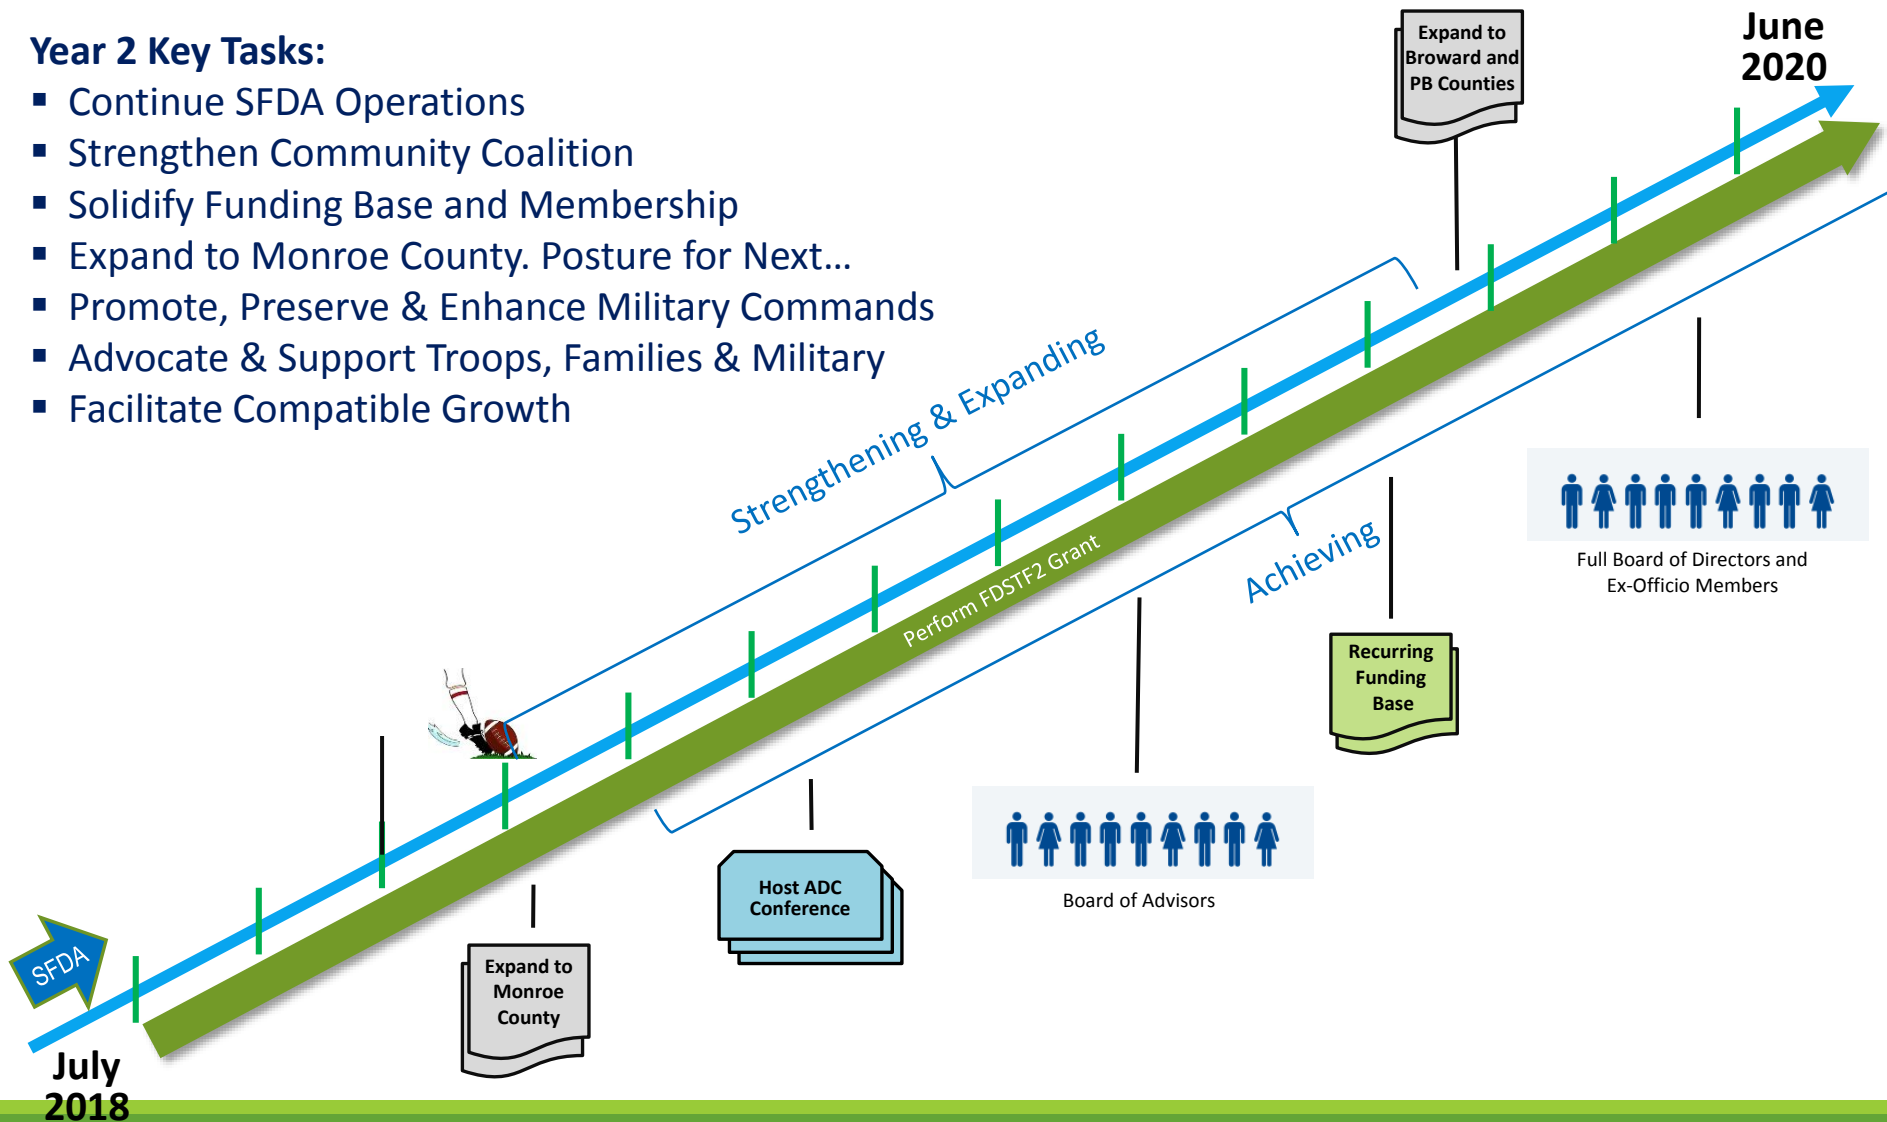 Year 2 Key Tasks:
▪ Continue SFDA Operations
▪ Strengthen Community Coalition
▪ Solidify Funding Base and Membership
▪ Expand to Monroe County. Posture for Next…
▪ Promote, Preserve & Enhance Military Commands
▪ Advocate & Support Troops, Families & Military
▪ Facilitate Compatible Growth
Expand to
Broward and
PB Counties
June
2020
Strengthening & Expanding
Perform FDSTF2 Grant
Achieving
Full Board of Directors and
Ex-Officio Members
Recurring
Funding
Base
Host ADC
Conference
Board of Advisors
Expand to
Monroe
County
SFDA
July
2018